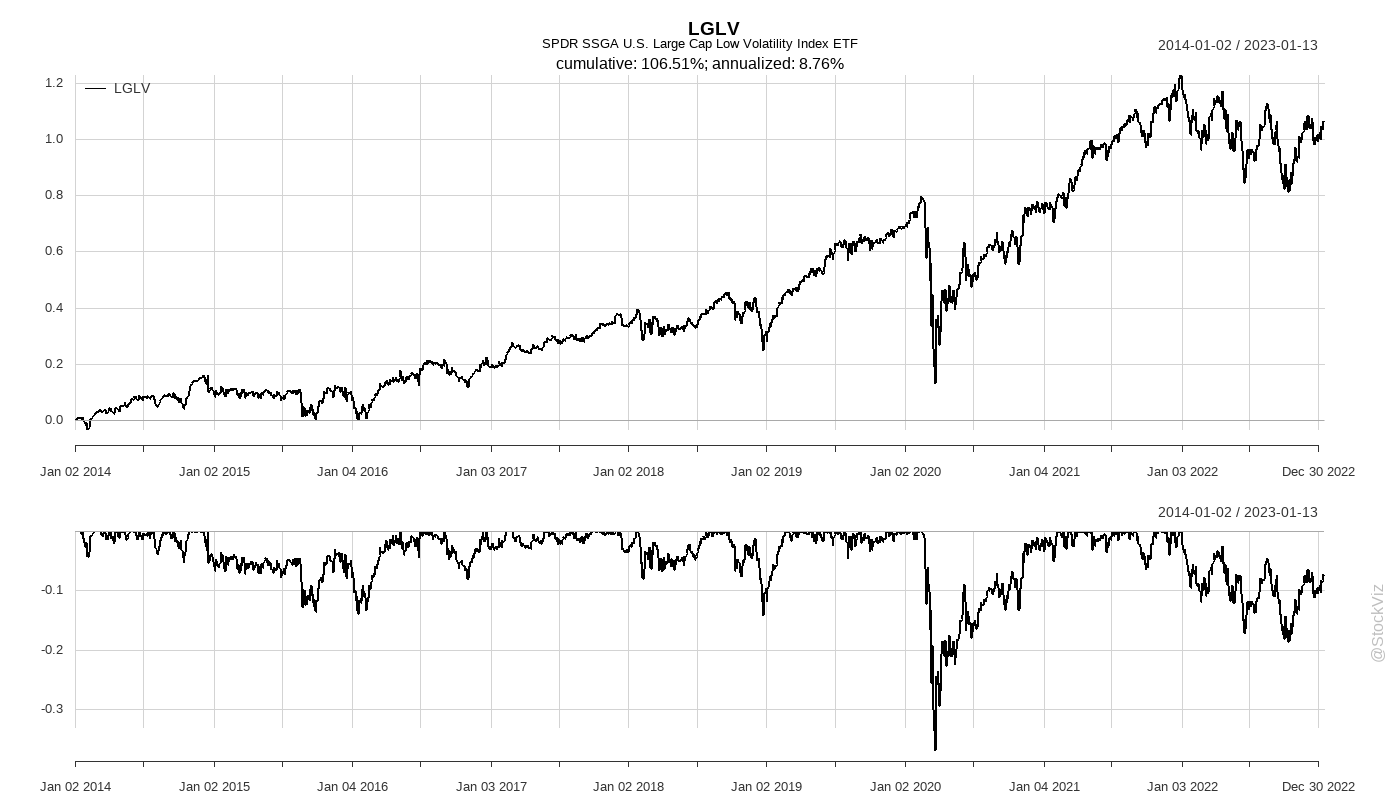 LGLV
SPDR SSGA U.S. Large Cap Low Volatility Index ETF
2014-01-02 / 2023-01-13
cumulative: 106.51%; annualized: 8.76%
LGLV
1.2
1.0
0.8
0.6
0.4
0.2
0.0
Jan 02 2014 Jan 02 2015 Jan 04 2016 Jan 03 2017 Jan 02 2018 Jan 02 2019 Jan 02 2020 Jan 04 2021 Jan 03 2022 Dec 30 2022
2014-01-02 / 2023-01-13
-0.1
-0.2
-0.3
Jan 02 2014 Jan 02 2015 Jan 04 2016 Jan 03 2017 Jan 02 2018 Jan 02 2019 Jan 02 2020 Jan 04 2021 Jan 03 2022 Dec 30 2022
@StockViz